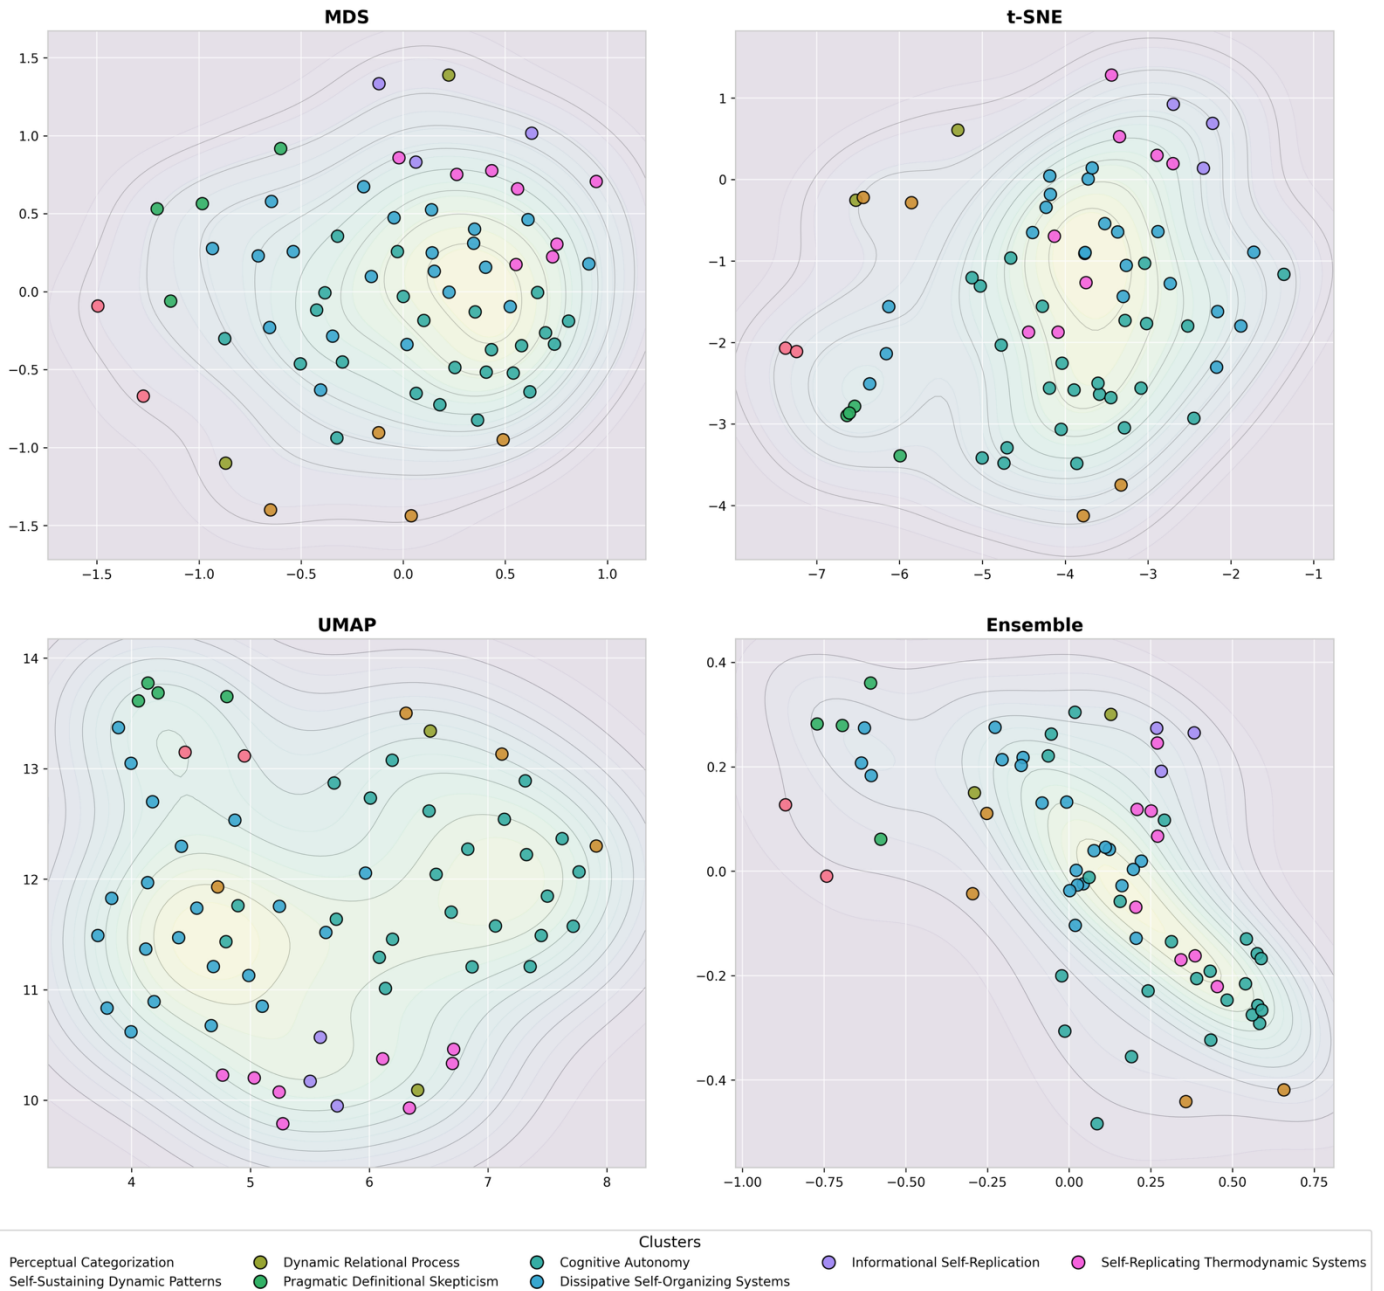 MDS
t-SNE
1.5
1.0
0.5
0.0
−0.5
−1.0
−1.5
−1.5 −1.0 −0.5 0.0 0.5 1.0
1
0
−1
−2
−3
−4
−7 −6 −5 −4 −3 −2 −1
UMAP
Ensemble
14
13
12
11
10
4 5 6 7 8
0.4
0.2
0.0
−0.2
−0.4
−1.00 −0.75 −0.50 −0.25 0.00 0.25 0.50 0.75
Clusters
Perceptual Categorization Dynamic Relational Process Cognitive Autonomy Informational Self-Replication Self-Replicating Thermodynamic Systems
Self-Sustaining Dynamic Patterns Pragmatic Definitional Skepticism Dissipative Self-Organizing Systems